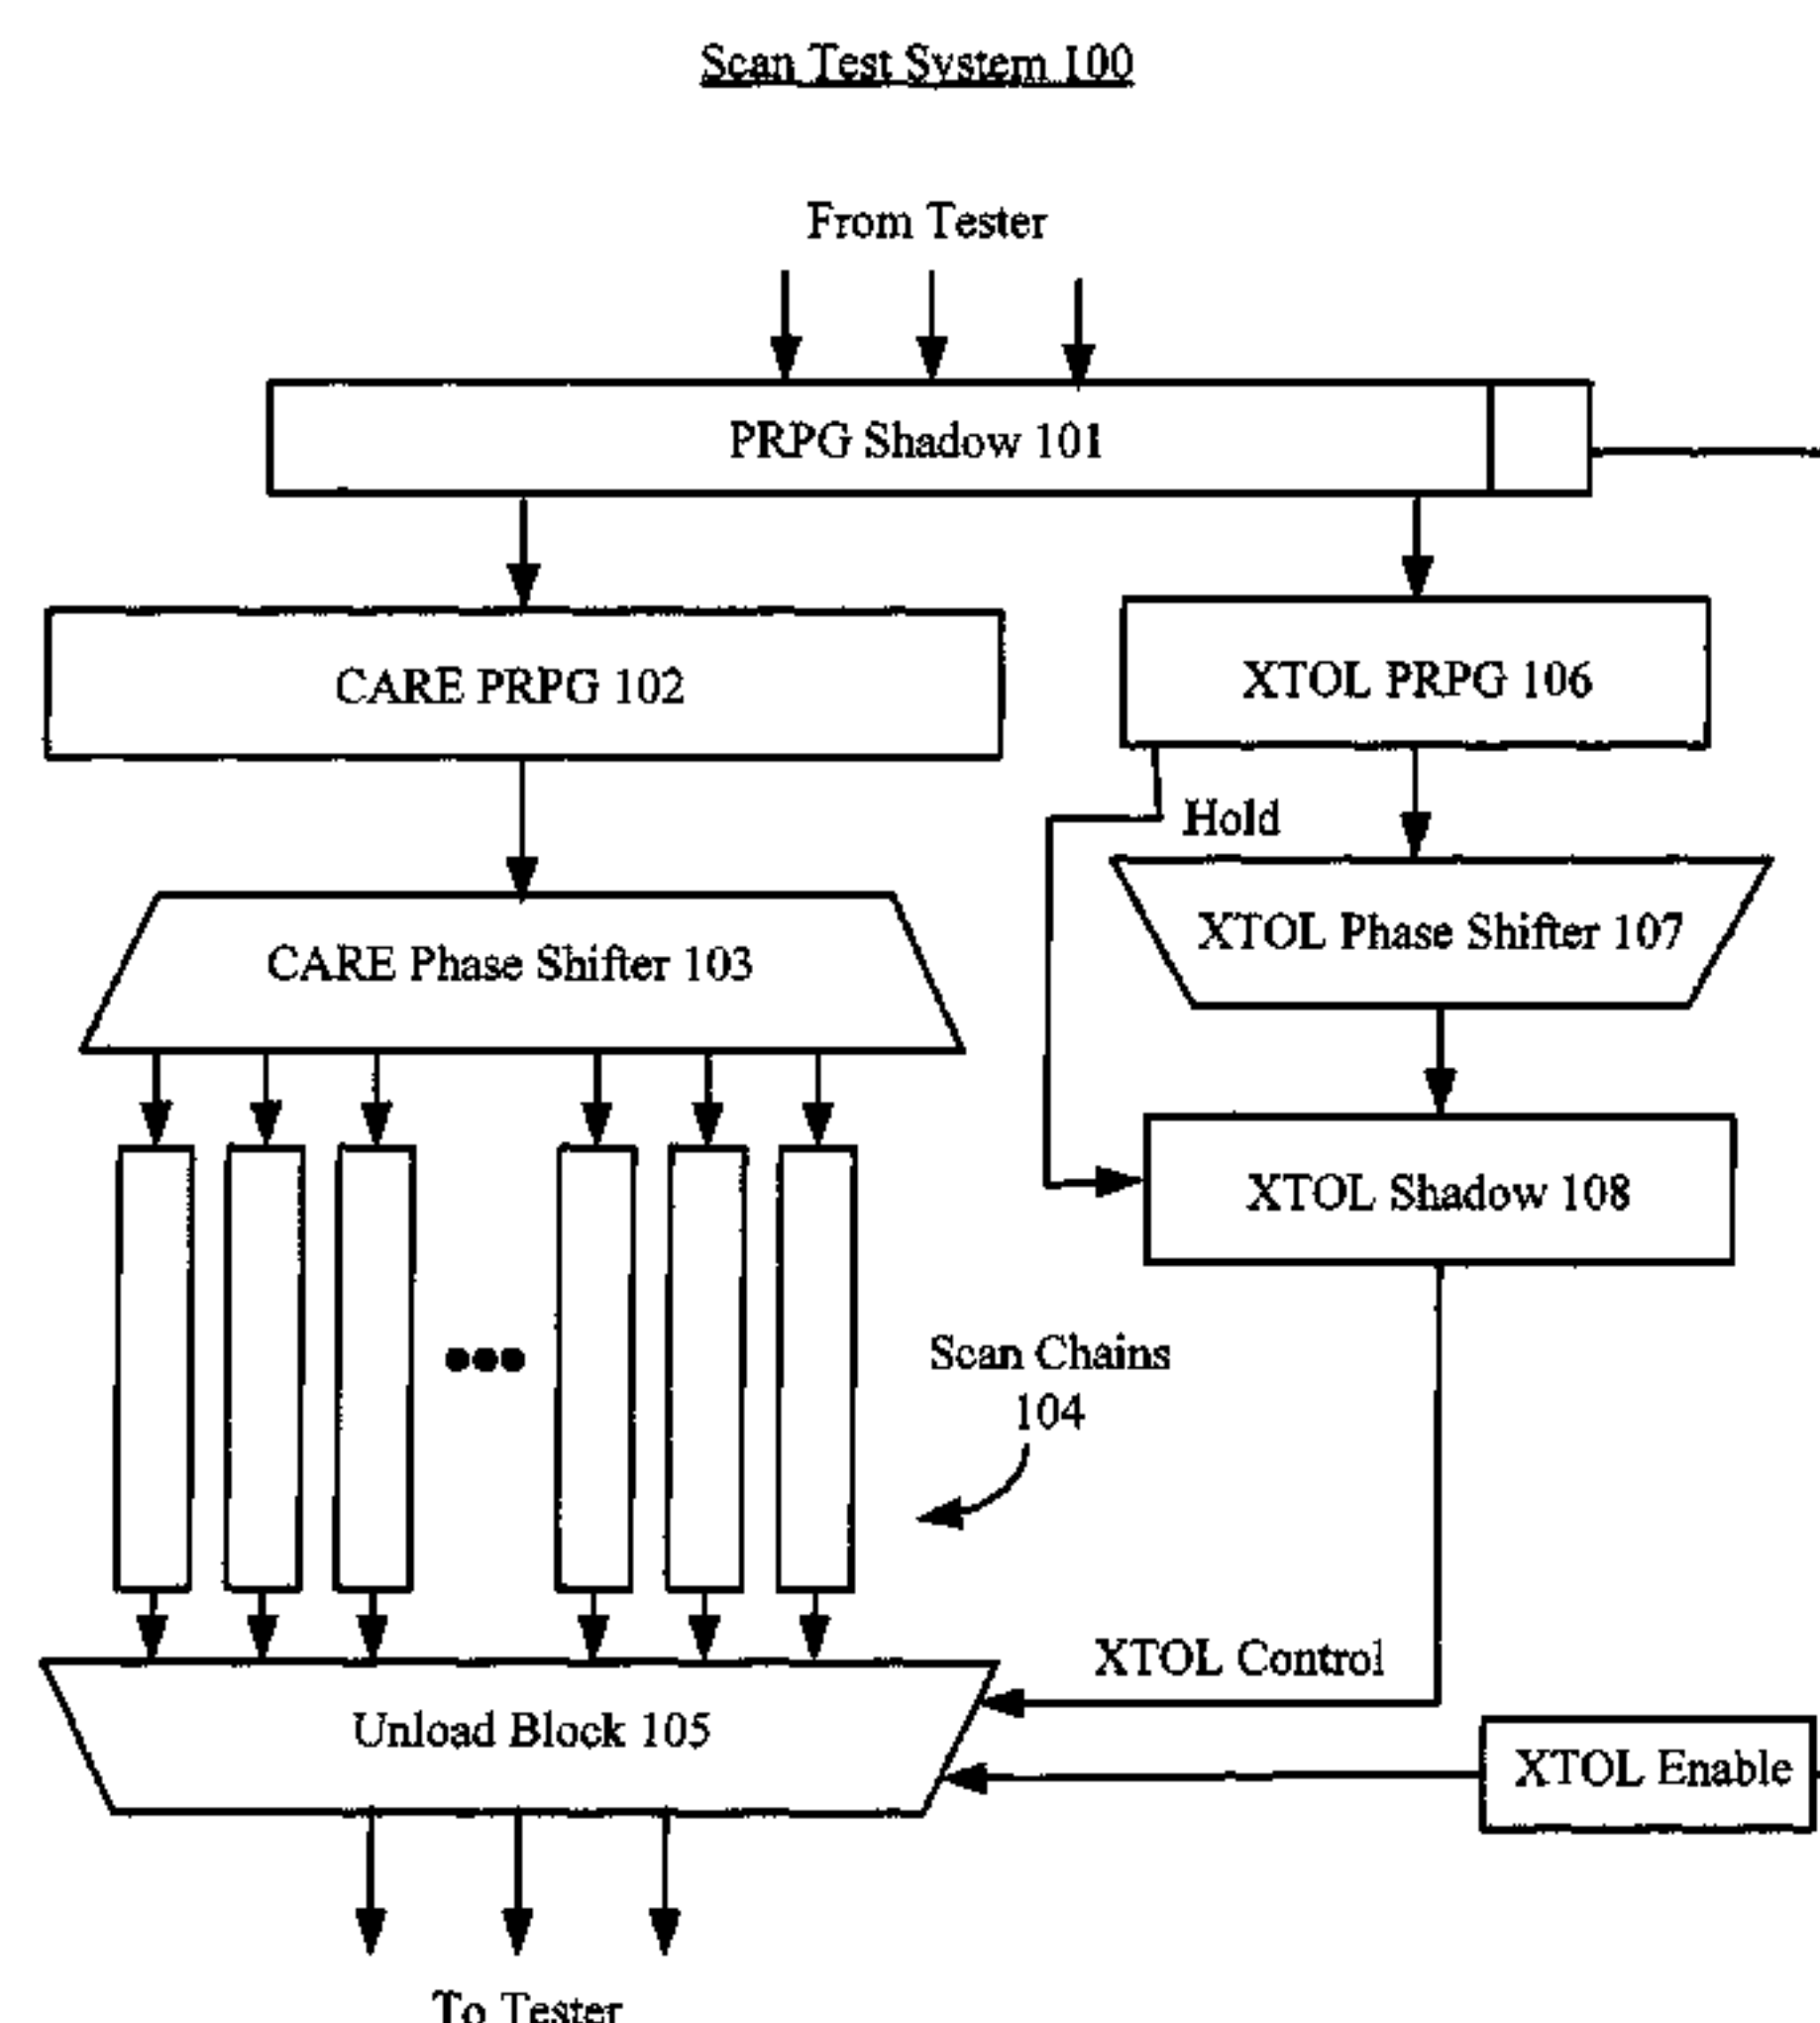 Scan Test System 100
From Tester
PRPG Shadow 101
CARE PRPG 102
XTOL PRPG 106
Hold
CARE Phase Shifter 103
XTOL Phase Shifter 107
XTOL Shadow 108
Scan Chains
104
XTOL Control
Unload Block 105
XTOL Enable
To Tester